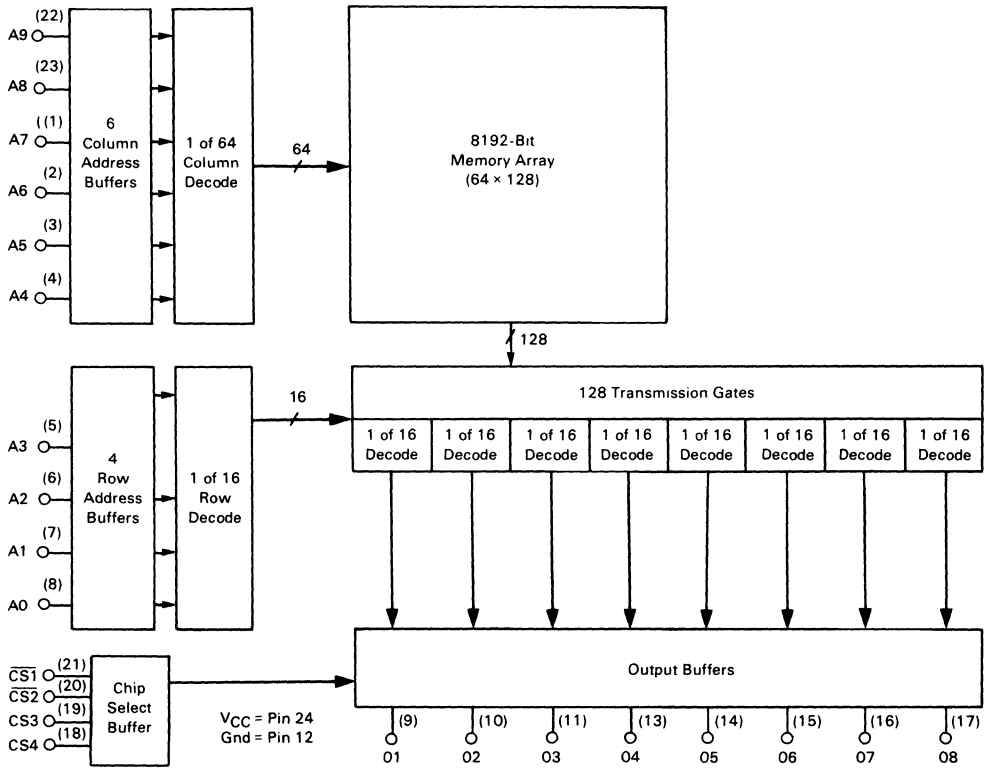 (22)
A9
(23)
A8
((1)
A7
(2)
A6
(3)
A5
(4)
A4
6
Column
Address
Buffers
1 of 64
Column
Decode
64
8192-Bit
Memory Array
(64 × 128)
128
(5)
A3
(6)
A2
(7)
A1
(8)
A0
4
Row
Address
Buffers
1 of 16
Row
Decode
16
128 Transmission Gates
1 of 16
Decode
1 of 16
Decode
1 of 16
Decode
1 of 16
Decode
1 of 16
Decode
1 of 16
Decode
1 of 16
Decode
1 of 16
Decode
Output Buffers
C̅S̅1̅ (21)
C̅S̅2̅ (20)
CS3 (19)
CS4 (18)
Chip
Select
Buffer
VCC = Pin 24
Gnd = Pin 12
(9) (10) (11) (13) (14) (15) (16) (17)
01 02 03 04 05 06 07 08